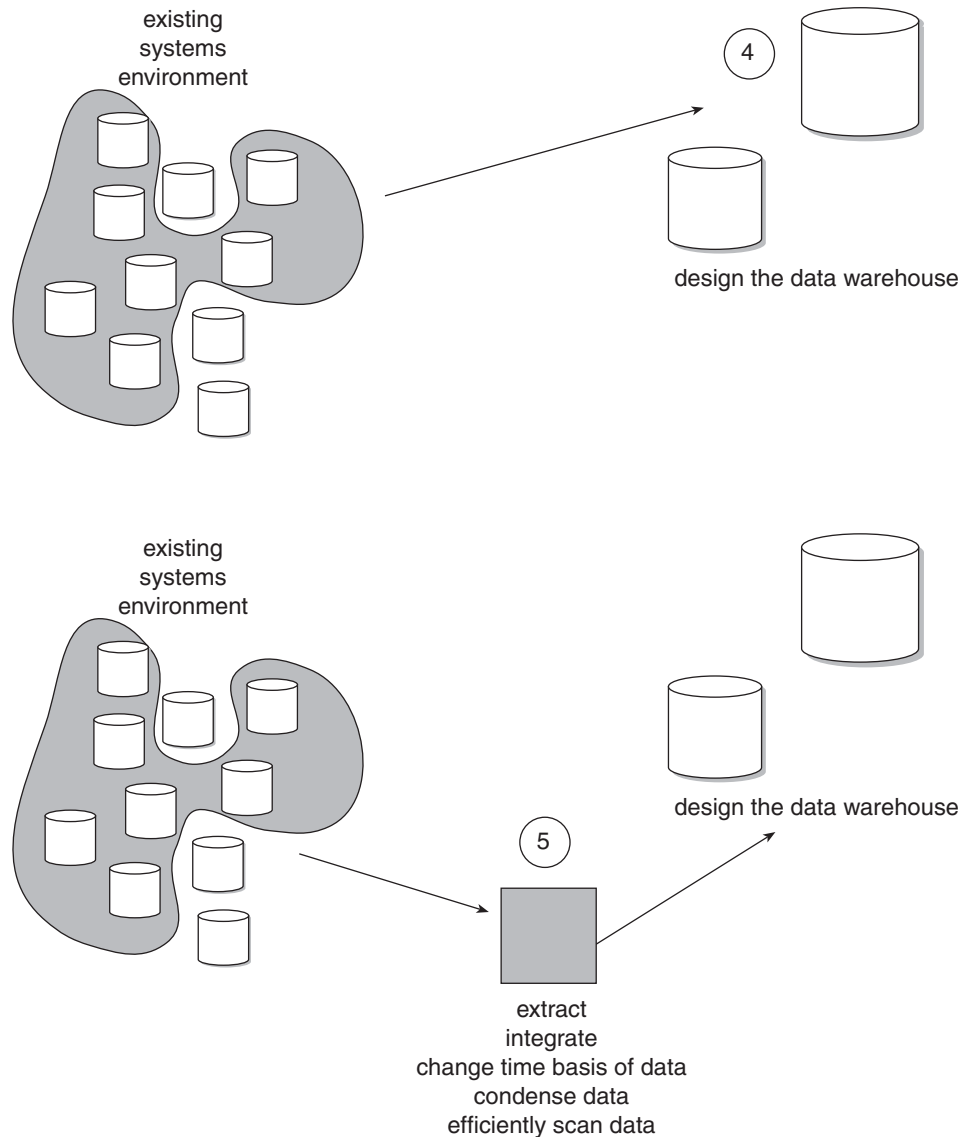 existing
systems
environment
4
design the data warehouse
existing
systems
environment
design the data warehouse
5
extract
integrate
change time basis of data
condense data
efficiently scan data